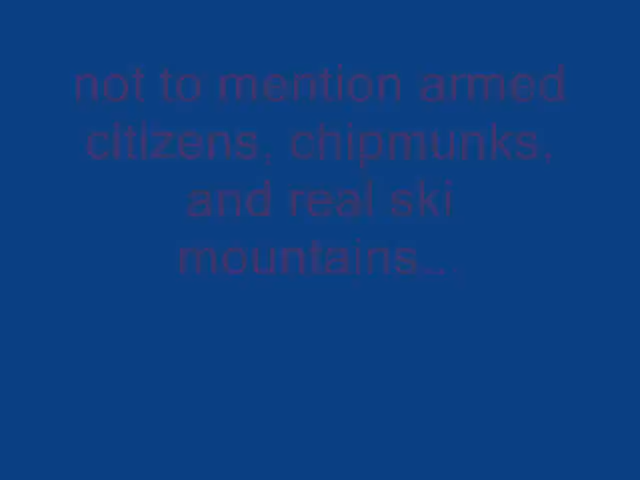 not to mention armed
citizens, chipmunks,
and real ski
mountains...